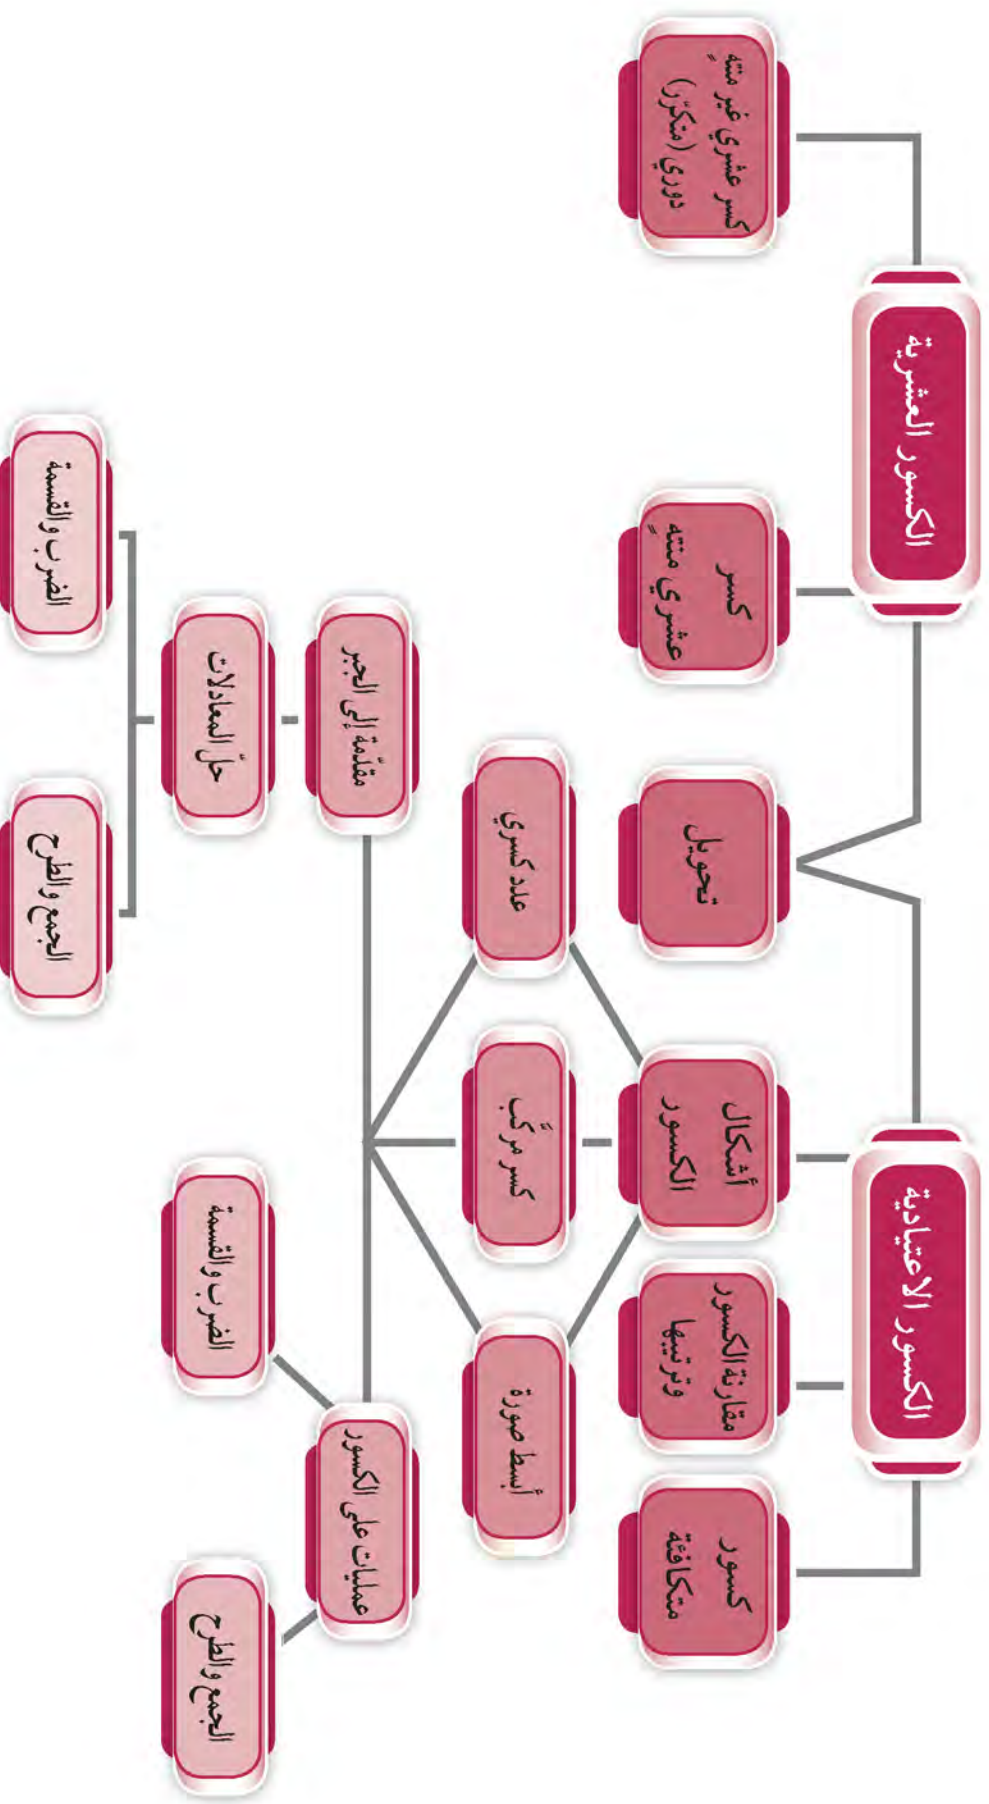 الكسور الاعتيادية
الكسور العشرية
كسور
متكافئة
مقارنة الكسور
وترتيبها
أشكال
الكسور
تحويل
كسر
عشري منتهٍ
كسر عشري غير منتهٍ
دوري (متكرّر)
أبسط صورة
كسر مركَّب
عدد كسري
عمليات على الكسور
مقدّمة إلى الجبر
الجمع والطرح
الضرب والقسمة
حلّ المعادلات
الجمع والطرح
الضرب والقسمة